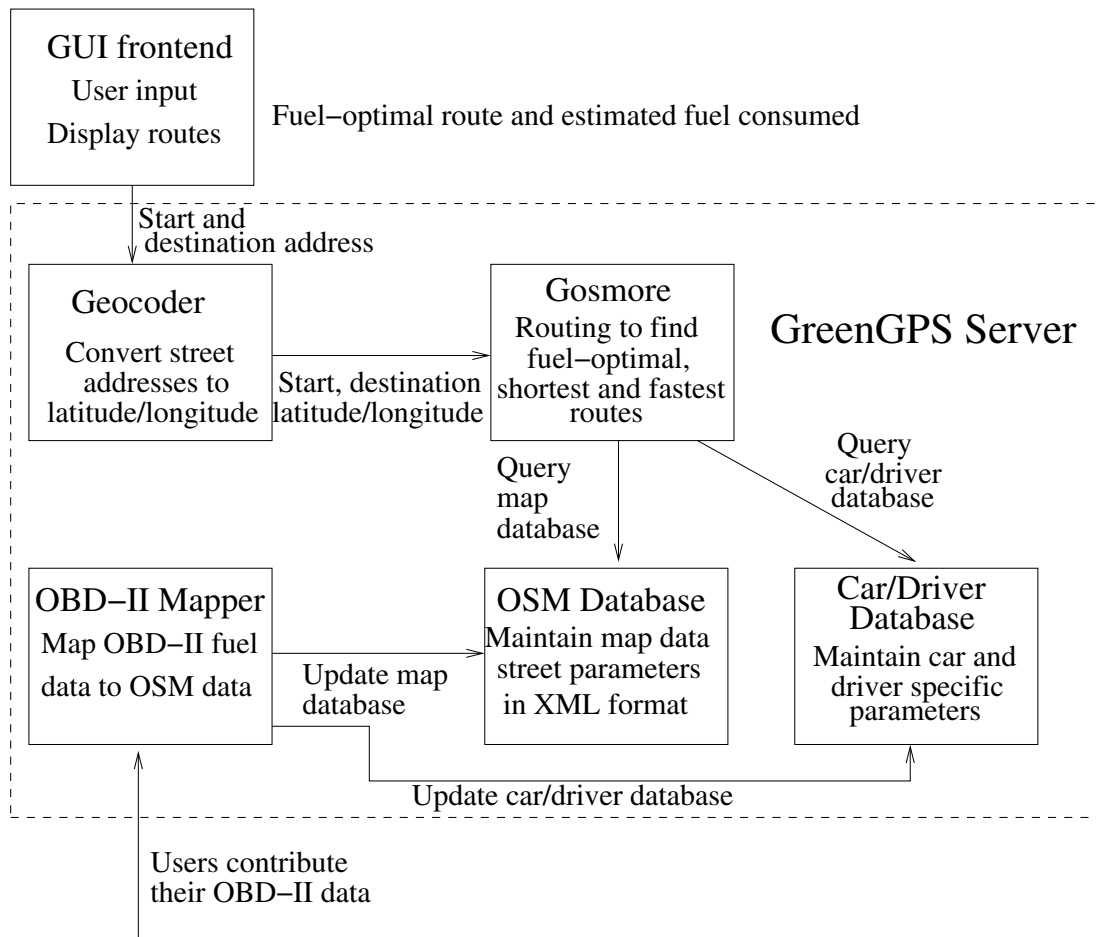 GUI frontend
User input
Display routes
Fuel−optimal route and estimated fuel consumed
Start and
destination address
Geocoder
Convert street
addresses to
latitude/longitude
Start, destination
latitude/longitude
Gosmore
Routing to find
fuel−optimal,
shortest and fastest
routes
GreenGPS Server
Query
map
database
Query
car/driver
database
OBD−II Mapper
Map OBD−II fuel
data to OSM data
Update map
database
OSM Database
Maintain map data
street parameters
in XML format
Car/Driver
Database
Maintain car and
driver specific
parameters
Update car/driver database
Users contribute
their OBD−II data